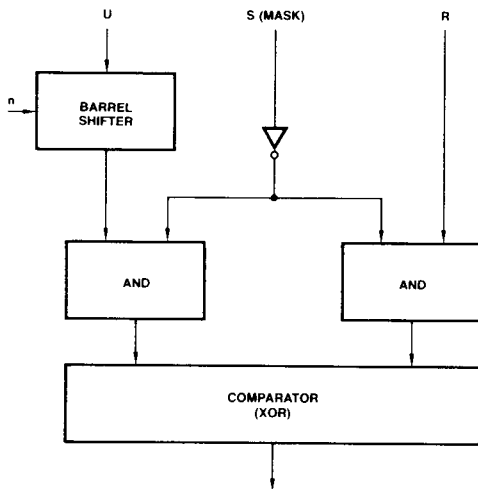 U
S (MASK)
R
n
BARREL
SHIFTER
AND
AND
COMPARATOR
(XOR)